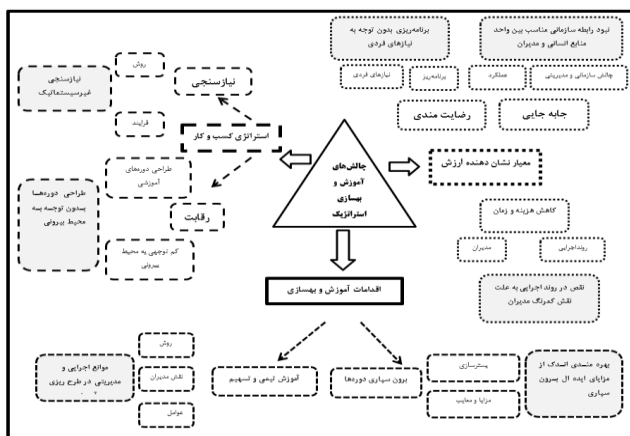 نبود رابطه سازمانی مناسب بین واحد
منابع انسانی و مدیران
برنامه‌ریزی بدون توجه به
نیازهای فردی
چالش سازمانی و مدیریتی
عملکرد
برنامه‌ریز
نیازهای فردی
جابه جایی
رضایت مندی
روش
نیازسنجی
نیازسنجی
غیرسیستماتیک
فرایند
استراتژی کسب و کار
چالش‌های
آموزش و
بهسازی
استراتژیک
معیار نشان دهنده ارزش
طراحی دوره‌های
آموزشی
رقابت
طراحی دوره‌ها
بدون توجه به
محیط بیرونی
کم توجهی به محیط
بیرونی
کاهش هزینه و زمان
رونداجرایی
مدیران
نقص در روند اجرایی به علت
نقش کمرنگ مدیران
اقدامات آموزش و بهسازی
برون سپاری دوره‌ها
آموزش تیمی و تسهیم
بسترسازی
مزایا و معایب
بهره مندی اندک از
مزایای ایده آل برون
سپاری
روش
نقش مدیران
عوامل
موانع اجرایی و
مدیریتی در طرح ریزی